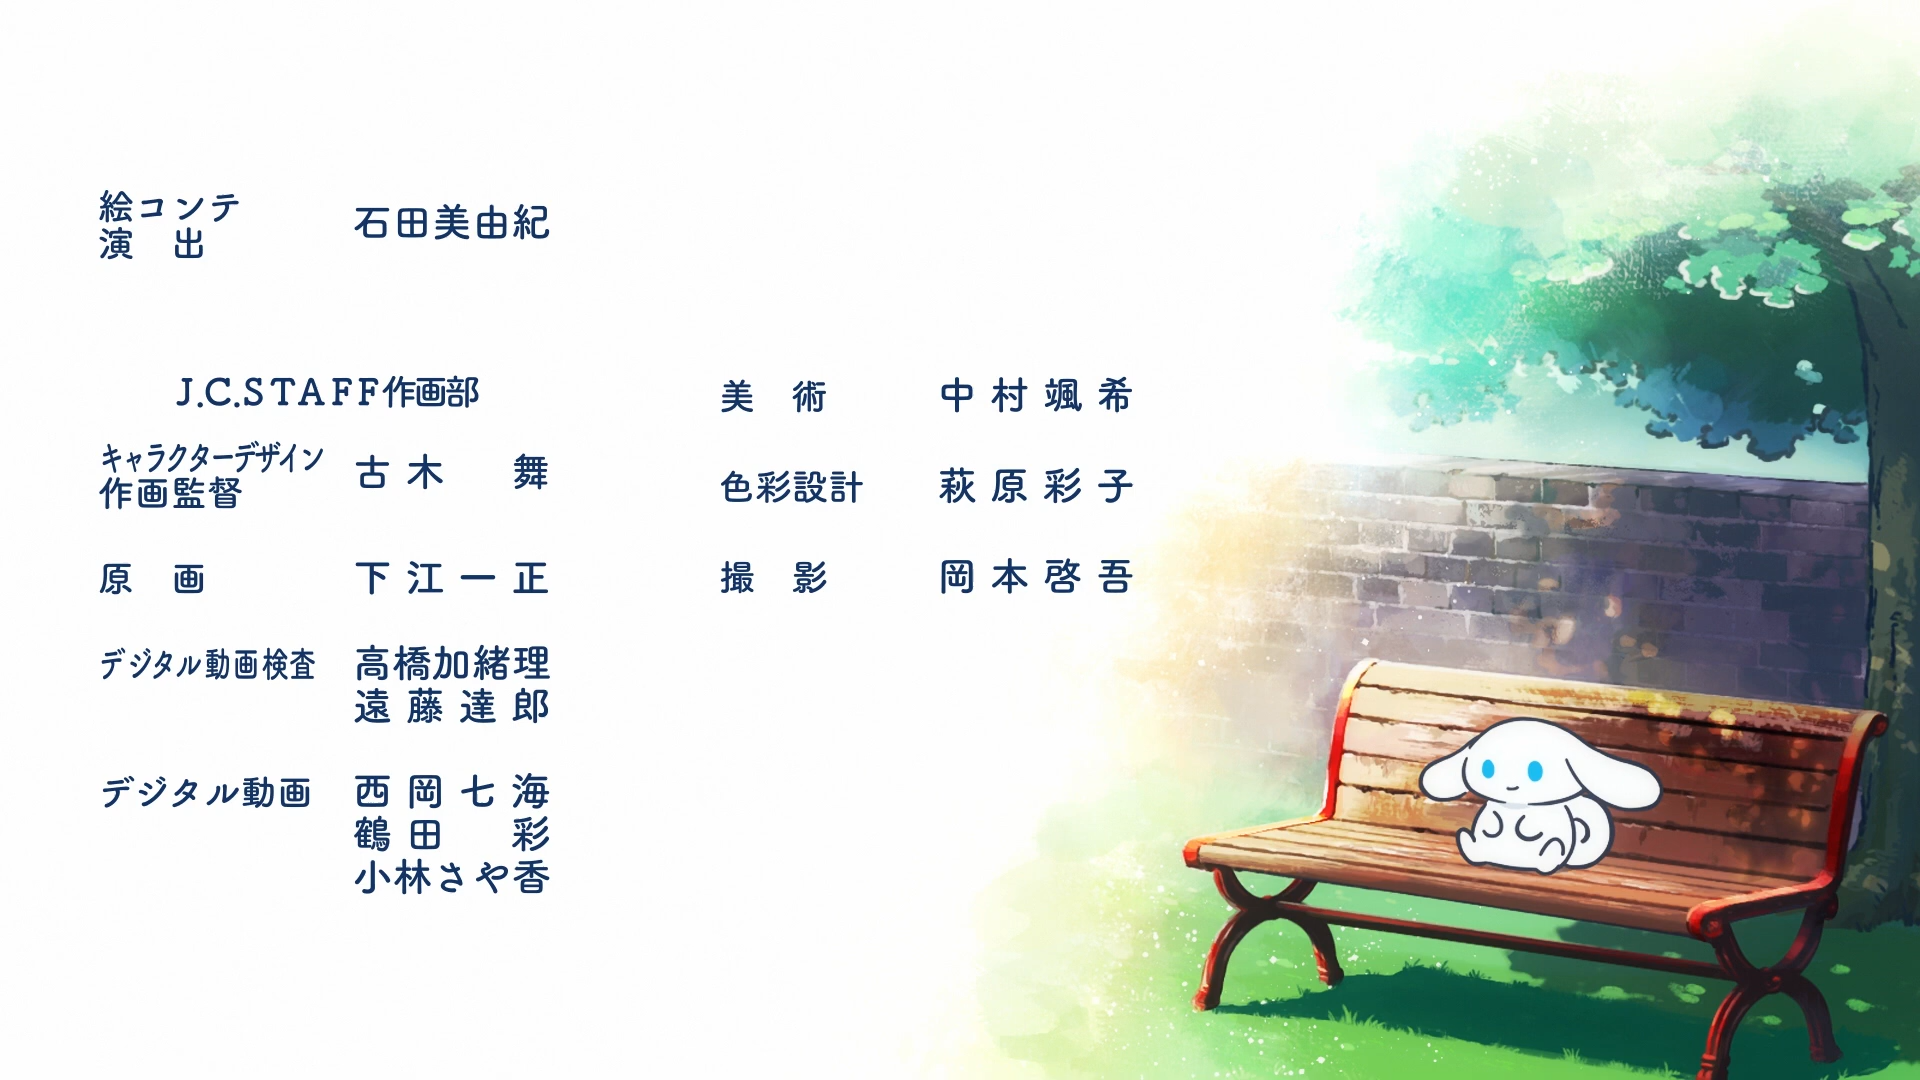 絵コンテ
演　出　石田美由紀
J.C.STAFF作画部
キャラクターデザイン
作画監督　古木　舞
原　画　下江一正
デジタル動画検査　高橋加緒理
遠藤達郎
デジタル動画　西岡七海
鶴田　彩
小林さや香
美　術　中村颯希
色彩設計　萩原彩子
撮　影　岡本啓吾